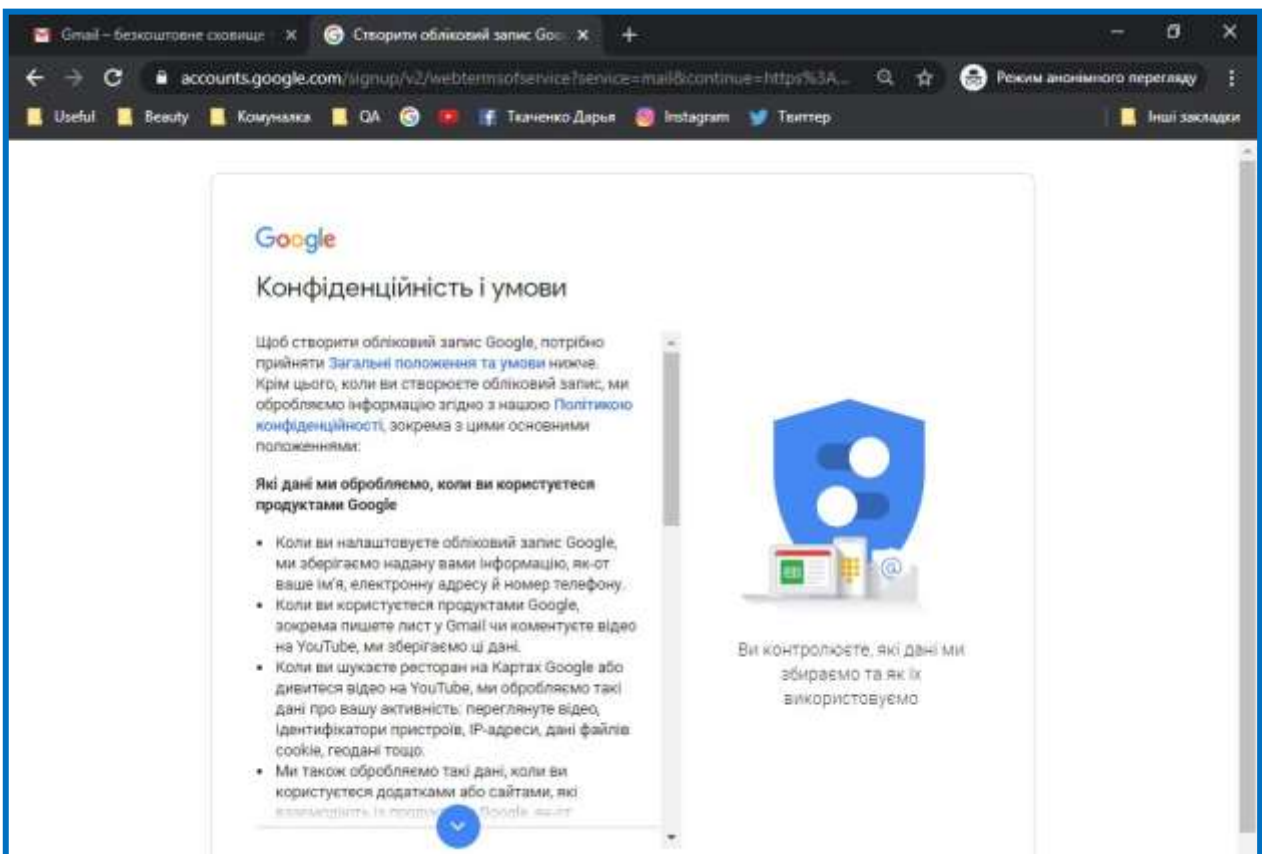 Gmail – безкоштовне сховище
Створити обліковий запис Goo
accounts.google.com/signup/v2/webtermsofservice?service=mail&continue=https%3A...
Режим анонімного перегляду
Useful
Beauty
Комуналка
QA
Ткаченко Дарья
Instagram
Твиттер
Інші закладки
Google
Конфіденційність і умови
Щоб створити обліковий запис Google, потрібно
прийняти Загальні положення та умови нижче.
Крім цього, коли ви створюєте обліковий запис, ми
обробляємо інформацію згідно з нашою Політикою
конфіденційності, зокрема з цими основними
положеннями:
Які дані ми обробляємо, коли ви користуєтеся
продуктами Google
• Коли ви налаштовуєте обліковий запис Google,
ми зберігаємо надану вами інформацію, як-от
ваше ім'я, електронну адресу й номер телефону.
• Коли ви користуєтеся продуктами Google,
зокрема пишете лист у Gmail чи коментуєте відео
на YouTube, ми зберігаємо ці дані.
• Коли ви шукаєте ресторан на Картах Google або
дивитеся відео на YouTube, ми обробляємо такі
дані про вашу активність: переглянуте відео,
ідентифікатори пристроїв, IP-адреси, дані файлів
cookie, геодані тощо.
• Ми також обробляємо такі дані, коли ви
користуєтеся додатками або сайтами, які
взаємодіють із Google, як-от
Ви контролюєте, які дані ми
збираємо та як їх
використовуємо